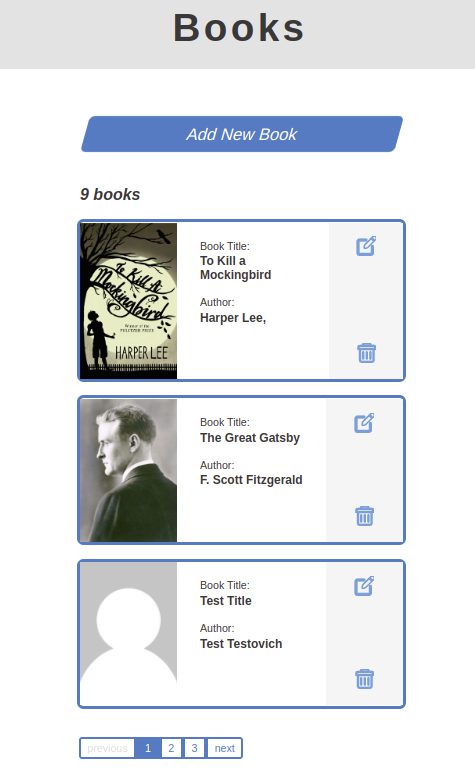 Books
Add New Book
9 books
To Kill A
Mockingbird
Winner of the
PULITZER PRIZE
HARPER LEE
Book Title:
To Kill a
Mockingbird
Author:
Harper Lee,
Book Title:
The Great Gatsby
Author:
F. Scott Fitzgerald
Book Title:
Test Title
Author:
Test Testovich
previous 1 2 3 next